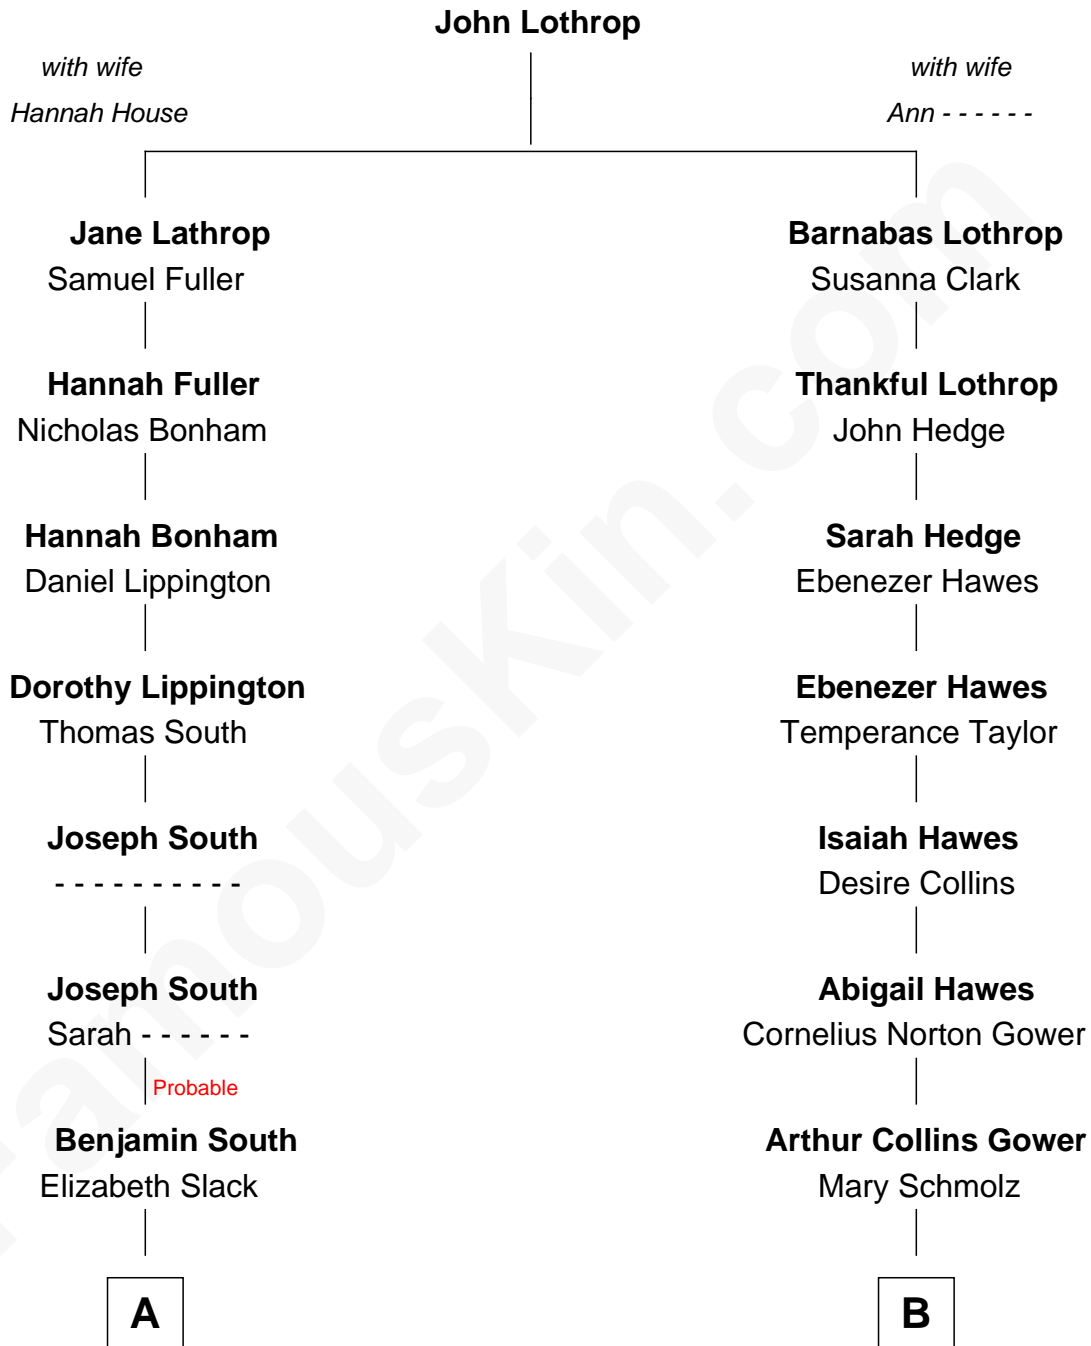 John Lothrop
with wife
Hannah House
with wife
Ann - - - - - -
Jane Lathrop
Samuel Fuller
Barnabas Lothrop
Susanna Clark
Hannah Fuller
Nicholas Bonham
Thankful Lothrop
John Hedge
Hannah Bonham
Daniel Lippington
Sarah Hedge
Ebenezer Hawes
Dorothy Lippington
Thomas South
Ebenezer Hawes
Temperance Taylor
Joseph South
- - - - - - - - - -
Isaiah Hawes
Desire Collins
Joseph South
Sarah - - - - - -
Abigail Hawes
Cornelius Norton Gower
Probable
Benjamin South
Elizabeth Slack
Arthur Collins Gower
Mary Schmolz
A
B
FamousKin.com